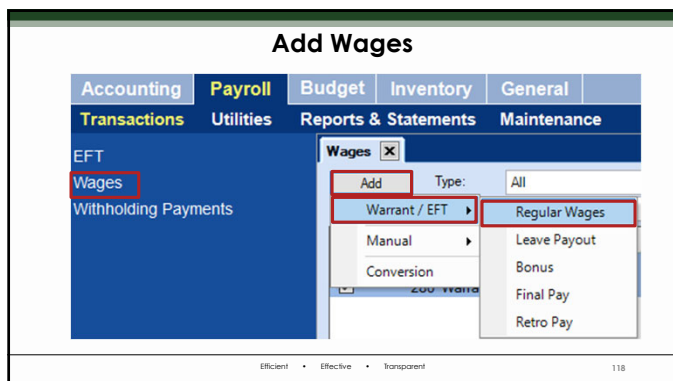 Add Wages
Accounting Payroll Budget Inventory General
Transactions Utilities Reports & Statements Maintenance
EFT
Wages
Withholding Payments
Wages
Add Type: All
Warrant / EFT
Manual
Conversion
Regular Wages
Leave Payout
Bonus
Final Pay
Retro Pay
Efficient • Effective • Transparent 118